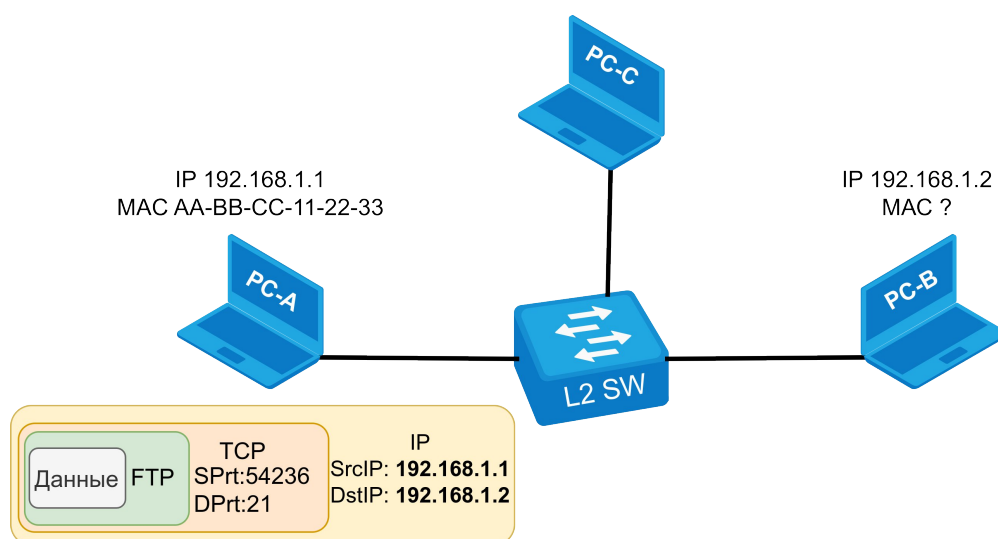 PC-C
IP 192.168.1.1
MAC AA-BB-CC-11-22-33
IP 192.168.1.2
MAC ?
PC-A
PC-B
L2 SW
Данные
FTP
TCP
SPrt:54236
DPrt:21
IP
SrcIP: 192.168.1.1
DstIP: 192.168.1.2